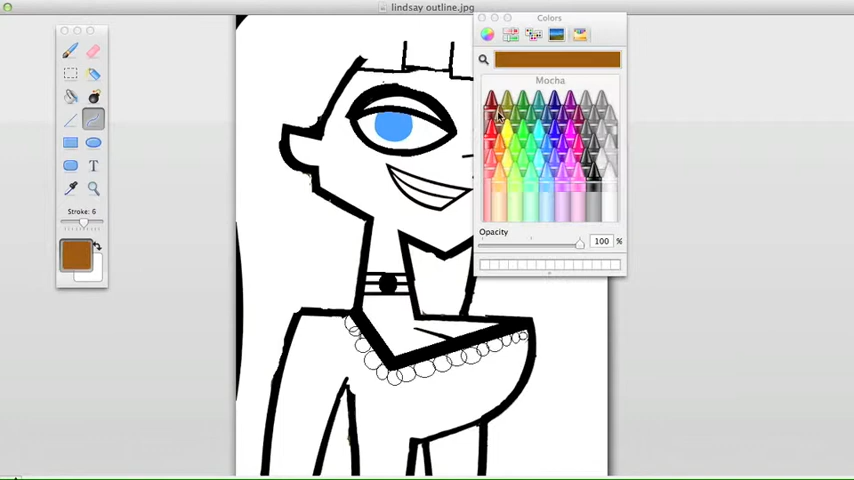 lindsay outline.jpg
Colors
Mocha
T
Stroke: 6
Opacity
100 %